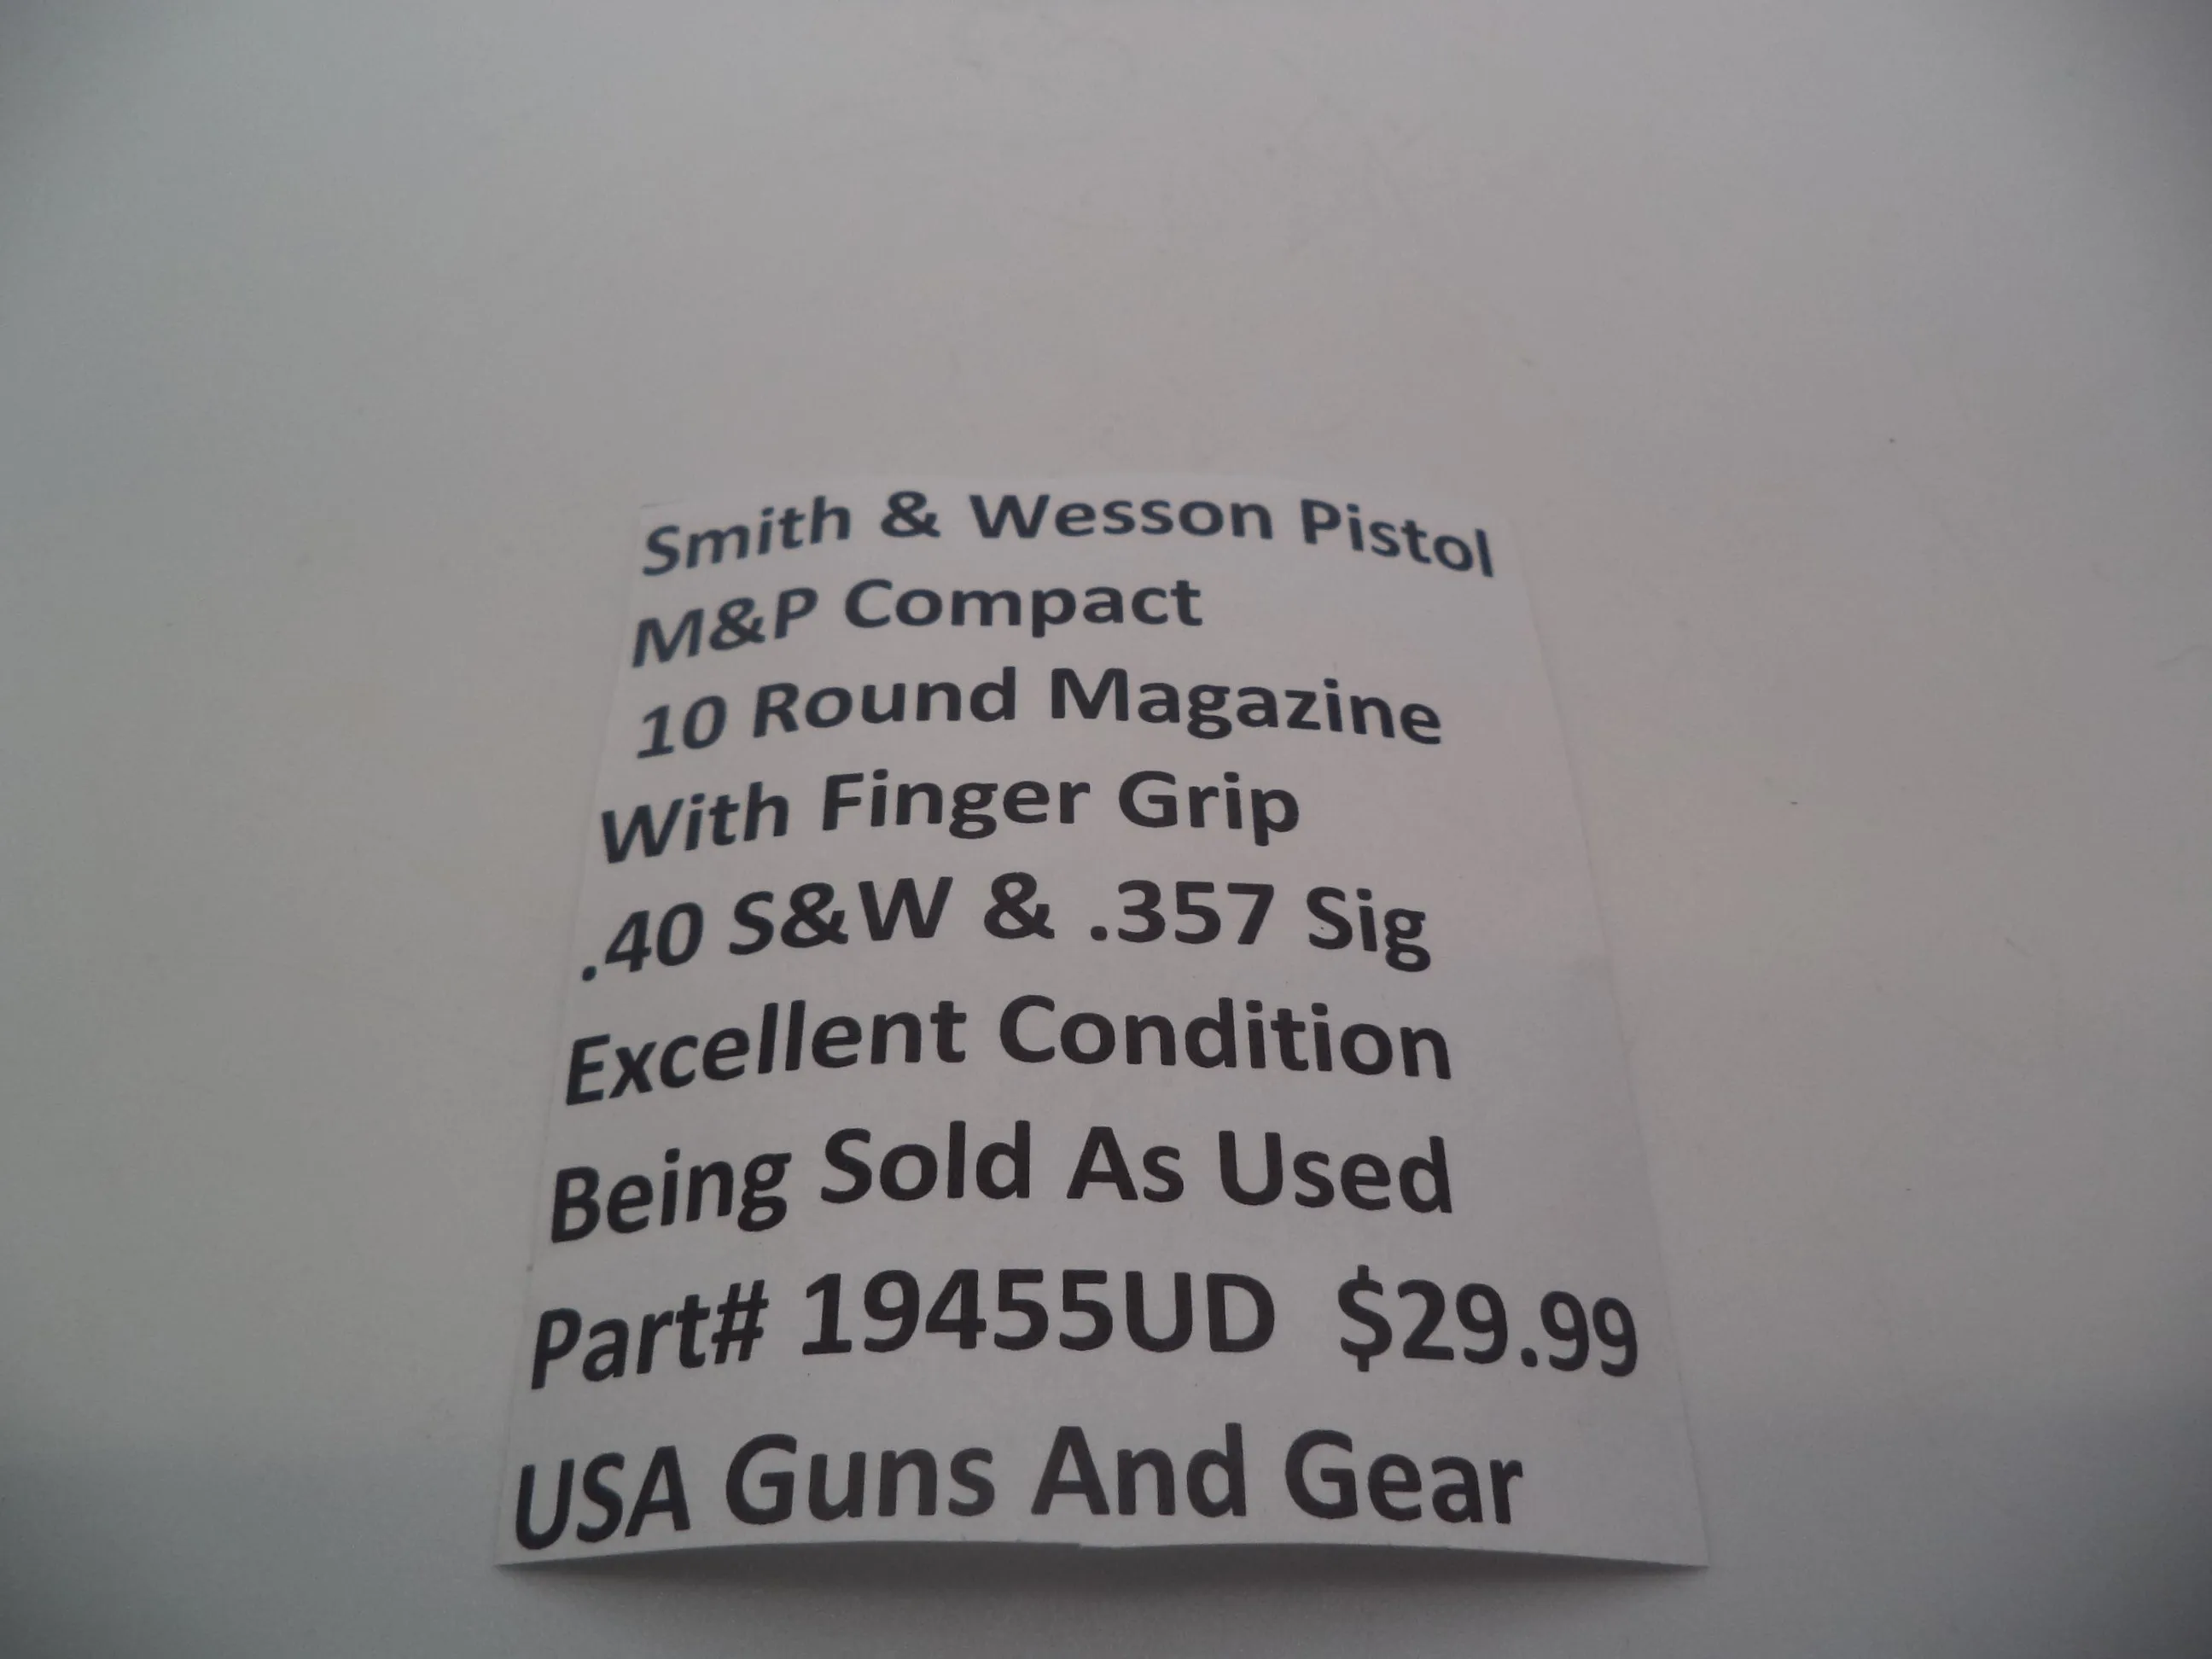 Smith & Wesson Pistol
M&P Compact
10 Round Magazine
With Finger Grip
.40 S&W & .357 Sig
Excellent Condition
Being Sold As Used
Part# 19455UD $29.99
USA Guns And Gear